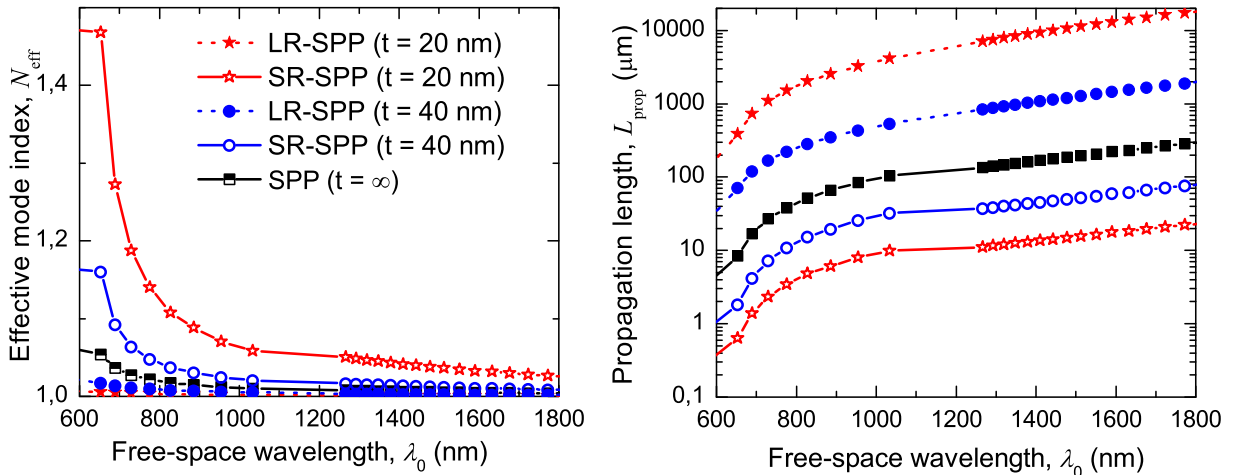 Effective mode index, N_eff
1,4
1,2
1,0
600 800 1000 1200 1400 1600 1800
Free-space wavelength, λ₀ (nm)
LR-SPP (t = 20 nm)
SR-SPP (t = 20 nm)
LR-SPP (t = 40 nm)
SR-SPP (t = 40 nm)
SPP (t = ∞)
Propagation length, L_prop (μm)
10000
1000
100
10
1
0,1
600 800 1000 1200 1400 1600 1800
Free-space wavelength, λ₀ (nm)